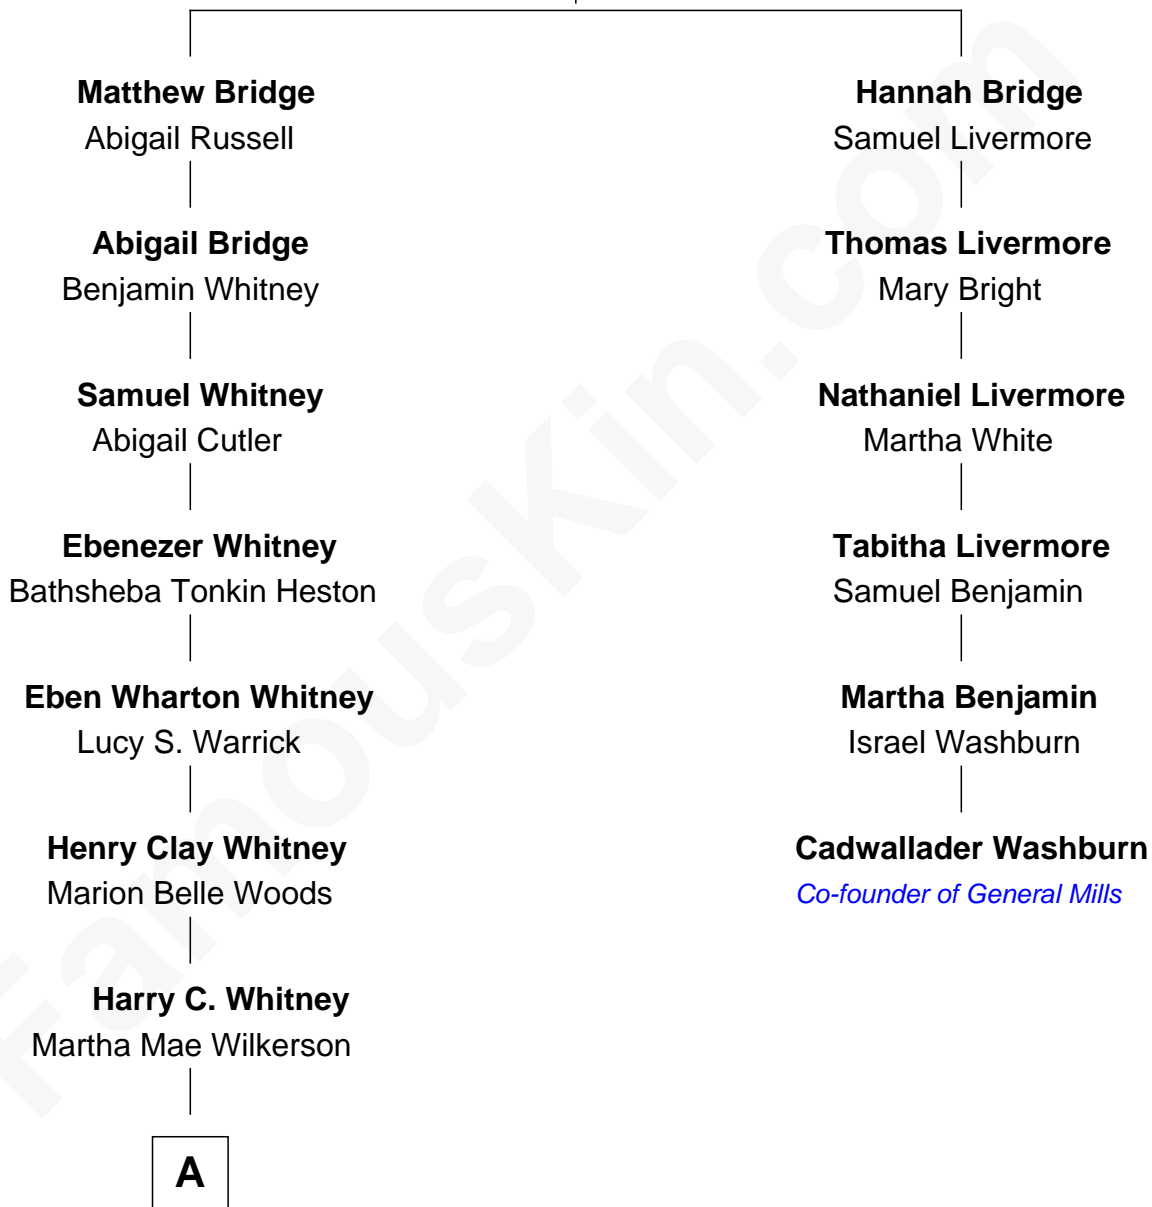 Matthew Bridge
Abigail Russell
Abigail Bridge
Benjamin Whitney
Samuel Whitney
Abigail Cutler
Ebenezer Whitney
Bathsheba Tonkin Heston
Eben Wharton Whitney
Lucy S. Warrick
Henry Clay Whitney
Marion Belle Woods
Harry C. Whitney
Martha Mae Wilkerson
A
Hannah Bridge
Samuel Livermore
Thomas Livermore
Mary Bright
Nathaniel Livermore
Martha White
Tabitha Livermore
Samuel Benjamin
Martha Benjamin
Israel Washburn
Cadwallader Washburn
Co-founder of General Mills
FamousKin.com